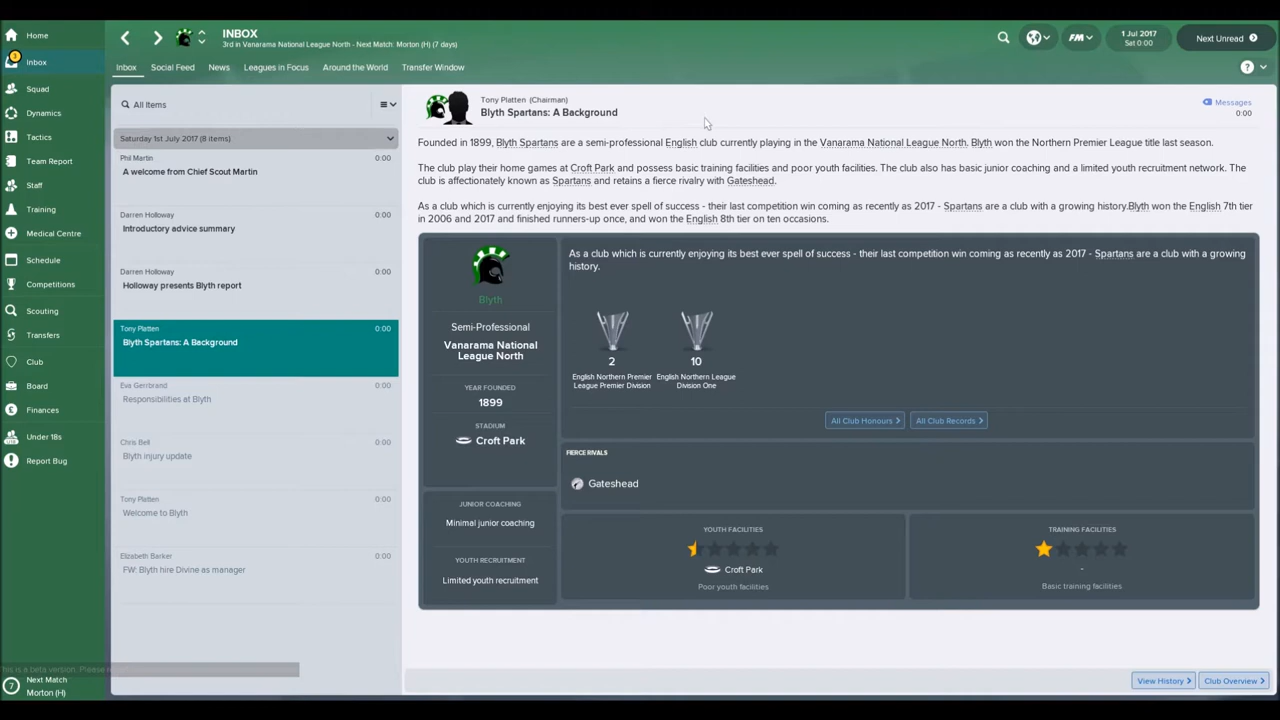 Home
1
Inbox
Squad
Dynamics
Tactics
Team Report
Staff
Training
Medical Centre
Schedule
Competitions
Scouting
Transfers
Club
Board
Finances
Under 18s
Report Bug
This is a beta version. Please
7
Next Match
Morton (H)
INBOX
3rd in Vanarama National League North - Next Match: Morton (H) (7 days)
FM
1 Jul 2017
Sat 0:00
Next Unread
Inbox Social Feed News Leagues in Focus Around the World Transfer Window
?
All Items
Saturday 1st July 2017 (8 items)
Phil Martin 0:00
A welcome from Chief Scout Martin
Darren Holloway 0:00
Introductory advice summary
Darren Holloway 0:00
Holloway presents Blyth report
Tony Platten 0:00
Blyth Spartans: A Background
Eva Gerrbrand 0:00
Responsibilities at Blyth
Chris Bell 0:00
Blyth injury update
Tony Platten 0:00
Welcome to Blyth
Elizabeth Barker 0:00
FW: Blyth hire Divine as manager
Tony Platten (Chairman)
Blyth Spartans: A Background
Messages
0:00
Founded in 1899, Blyth Spartans are a semi-professional English club currently playing in the Vanarama National League North. Blyth won the Northern Premier League title last season.
The club play their home games at Croft Park and possess basic training facilities and poor youth facilities. The club also has basic junior coaching and a limited youth recruitment network. The
club is affectionately known as Spartans and retains a fierce rivalry with Gateshead.
As a club which is currently enjoying its best ever spell of success - their last competition win coming as recently as 2017 - Spartans are a club with a growing history.Blyth won the English 7th tier
in 2006 and 2017 and finished runners-up once, and won the English 8th tier on ten occasions.
Blyth
Semi-Professional
Vanarama National
League North
YEAR FOUNDED
1899
STADIUM
Croft Park
JUNIOR COACHING
Minimal junior coaching
YOUTH RECRUITMENT
Limited youth recruitment
As a club which is currently enjoying its best ever spell of success - their last competition win coming as recently as 2017 - Spartans are a club with a growing
history.
2 10
English Northern Premier English Northern League
League Premier Division Division One
All Club Honours All Club Records
FIERCE RIVALS
Gateshead
YOUTH FACILITIES
Croft Park
Poor youth facilities
TRAINING FACILITIES
-
Basic training facilities
View History Club Overview